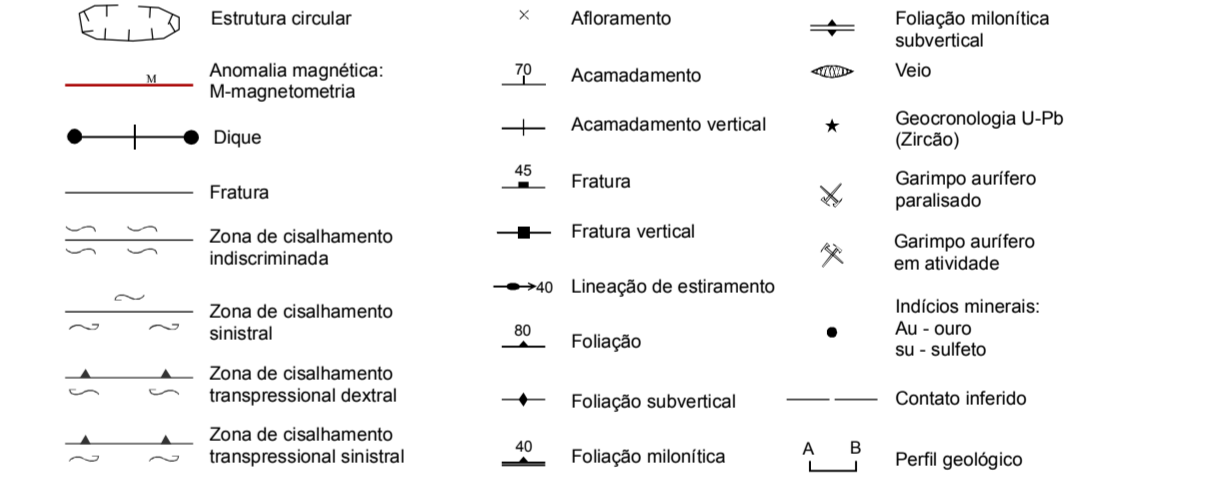 Estrutura circular
M
Anomalia magnética:
M-magnetometria
Dique
Fratura
Zona de cisalhamento
indiscriminada
Zona de cisalhamento
sinistral
Zona de cisalhamento
transpressional dextral
Zona de cisalhamento
transpressional sinistral
Afloramento
70
Acamadamento
Acamadamento vertical
45
Fratura
Fratura vertical
40
Lineação de estiramento
80
Foliação
Foliação subvertical
40
Foliação milonítica
Foliação milonítica
subvertical
Veio
Geocronologia U-Pb
(Zircão)
Garimpo aurífero
paralisado
Garimpo aurífero
em atividade
Indícios minerais:
Au - ouro
su - sulfeto
Contato inferido
A B
Perfil geológico